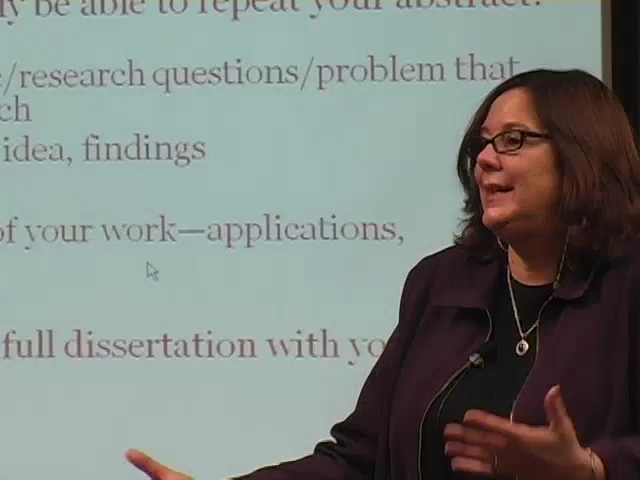 be able to repeat your abstract?
/research questions/problem that
ch
idea, findings
of your work—applications,
full dissertation with yo